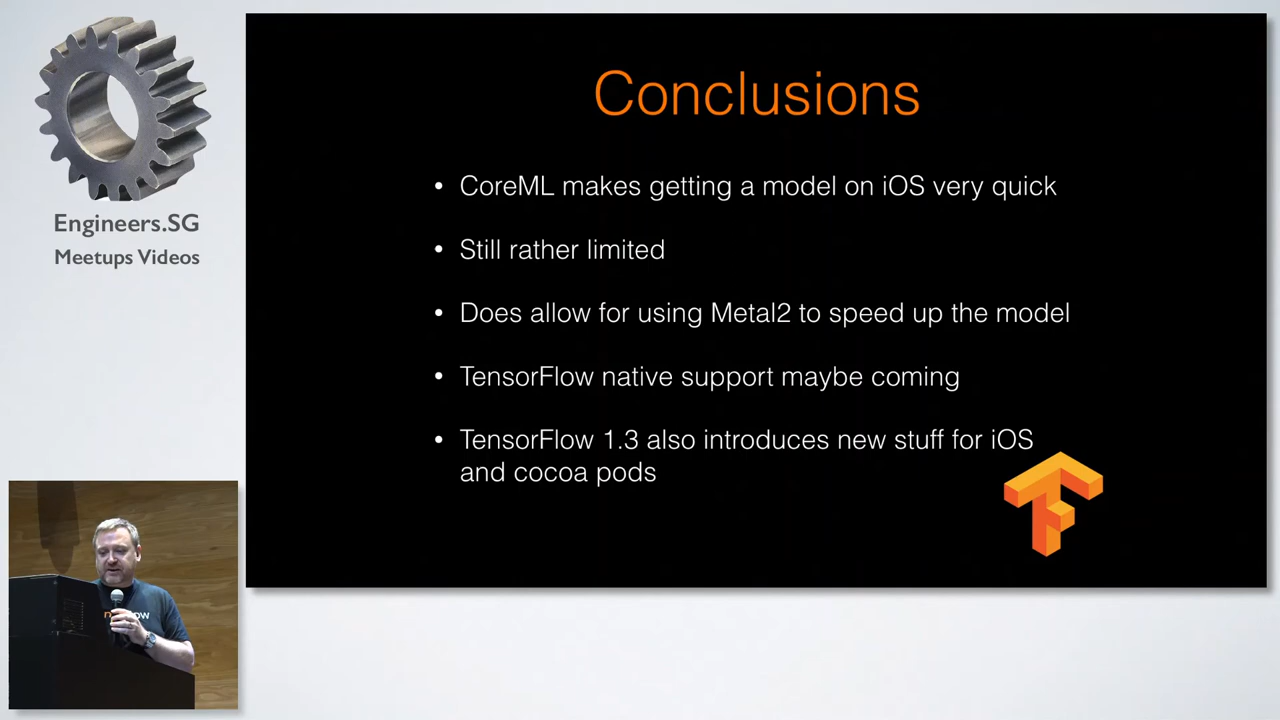 Engineers.SG
Meetups Videos
Conclusions
• CoreML makes getting a model on iOS very quick
• Still rather limited
• Does allow for using Metal2 to speed up the model
• TensorFlow native support maybe coming
• TensorFlow 1.3 also introduces new stuff for iOS
and cocoa pods